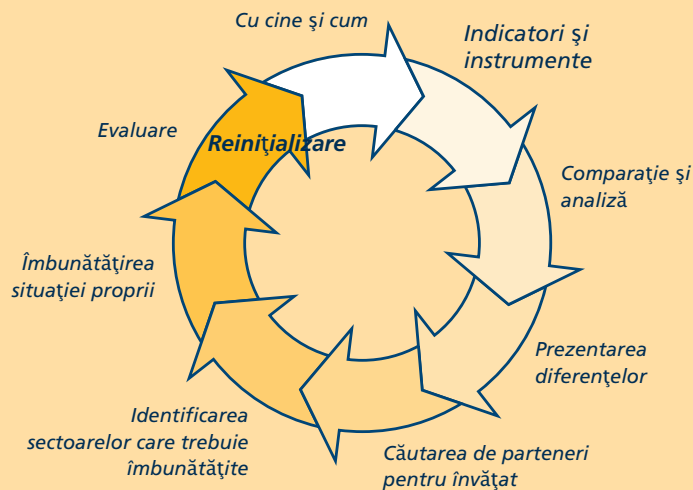 Cu cine şi cum
Indicatori şi
instrumente
Comparaţie şi
analiză
Prezentarea
diferenţelor
Căutarea de parteneri
pentru învăţat
Identificarea
sectoarelor care trebuie
îmbunătăţite
Îmbunătăţirea
situaţiei proprii
Evaluare
Reiniţializare